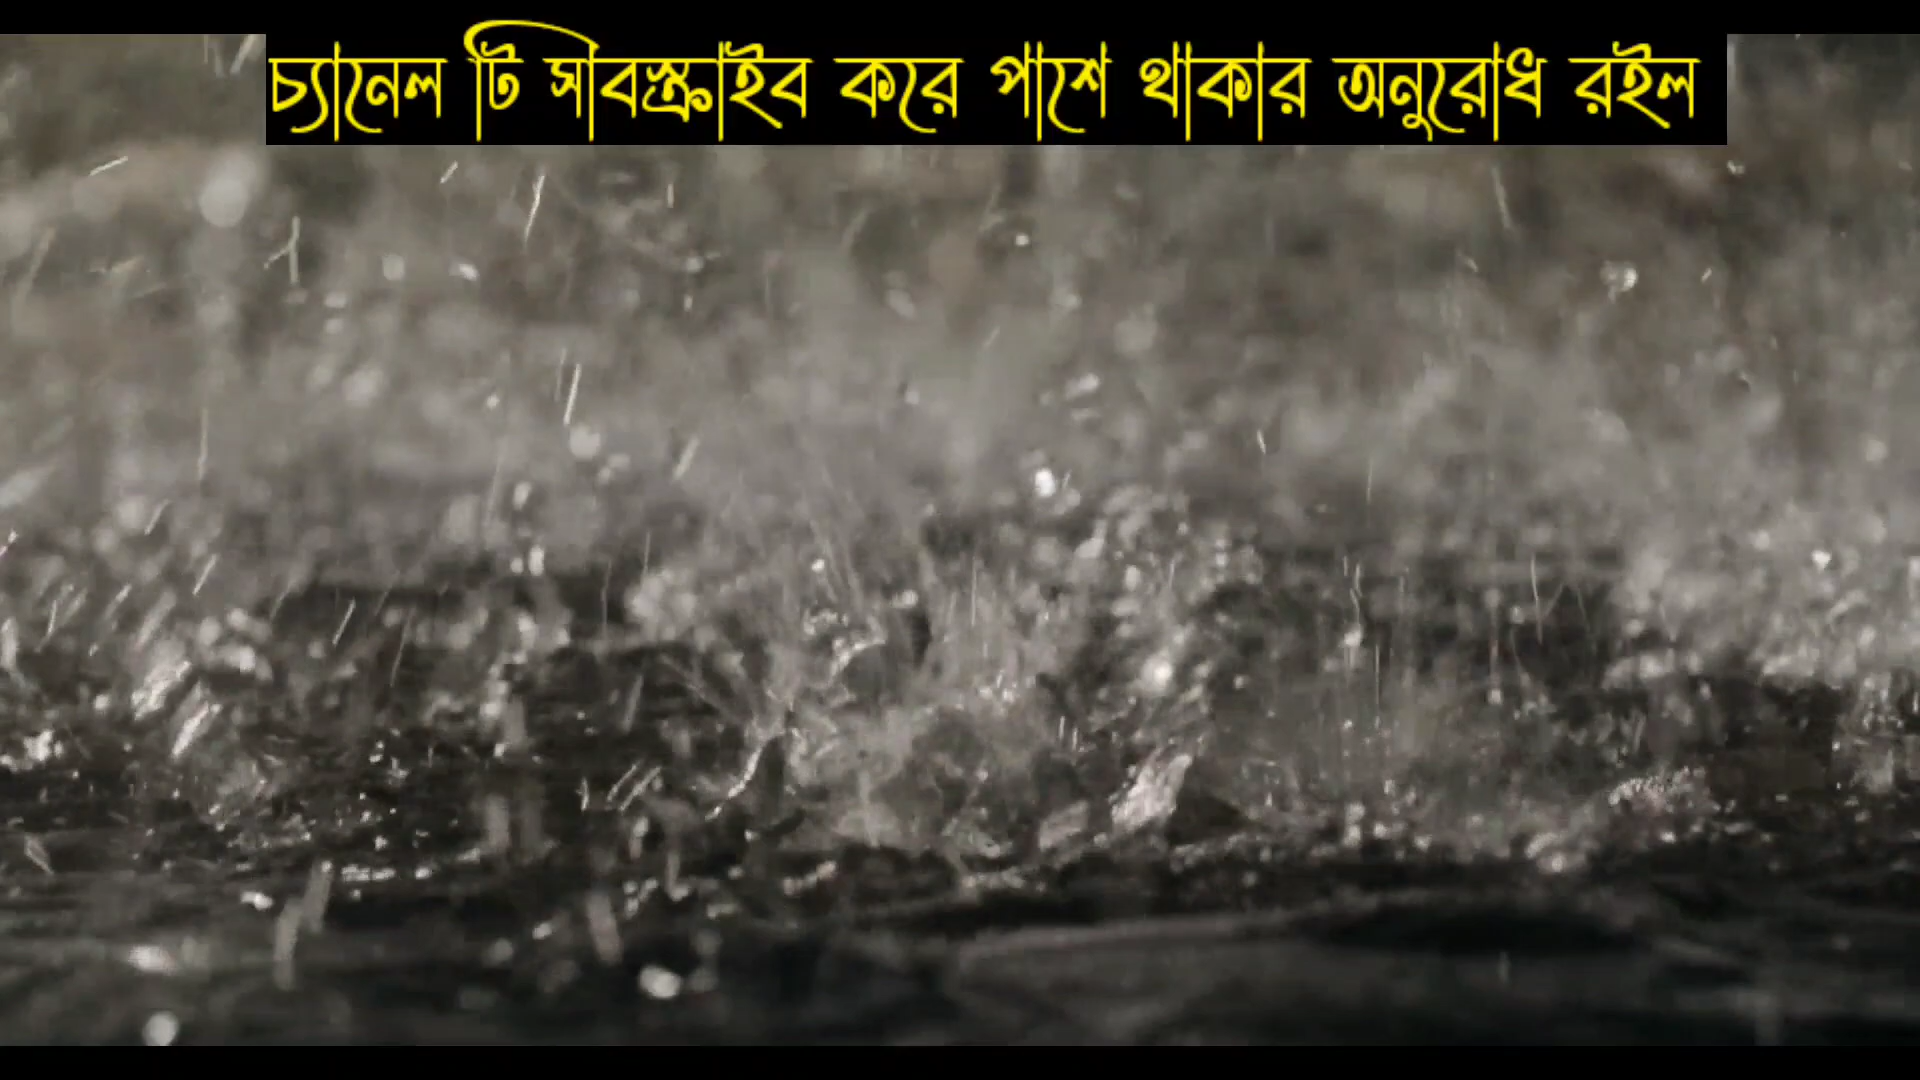 চ্যানেল টি সাবস্ক্রাইব করে পাশে থাকার অনুরোধ রইল